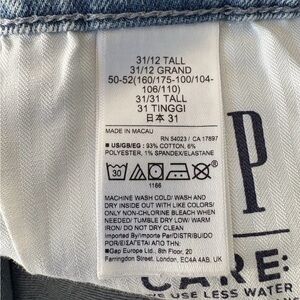 31/12 TALL
31/12 GRAND
50-52(160/175-100/104-
106/110)
31/31 TALL
31 TINGGI
日本 31
MADE IN MACAU
RN 54023 / CA 17897
■ US/GB/EG : 93% COTTON, 6%
POLYESTER, 1% SPANDEX/ELASTANE
30
1166
MACHINE WASH COLD/ WASH AND
DRY INSIDE OUT WITH LIKE COLORS/
ONLY NON-CHLORINE BLEACH WHEN
NEEDED/ TUMBLE DRY LOW/ WARM
IRON/ DO NOT DRY CLEAN
Imported By/Importe Par/DISTRIBUIDO
POR/
Gap Europe Ltd., 8th Floor, 20
Farringdon Street, London, EC4A 4AB, UK
P
CARE:
USE LESS WATER